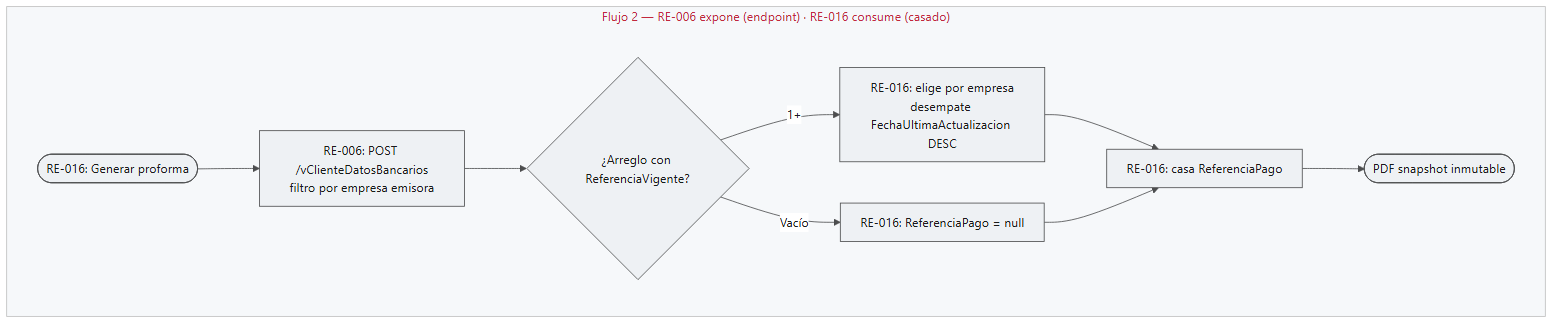 Flujo 2 — RE-006 expone (endpoint) · RE-016 consume (casado)
RE-016: Generar proforma
RE-006: POST
/vClienteDatosBancarios
filtro por empresa emisora
¿Arreglo con
ReferenciaVigente?
1+
RE-016: elige por empresa
desempate
FechaUltimaActualizacion
DESC
Vacío
RE-016: ReferenciaPago = null
RE-016: casa ReferenciaPago
PDF snapshot inmutable